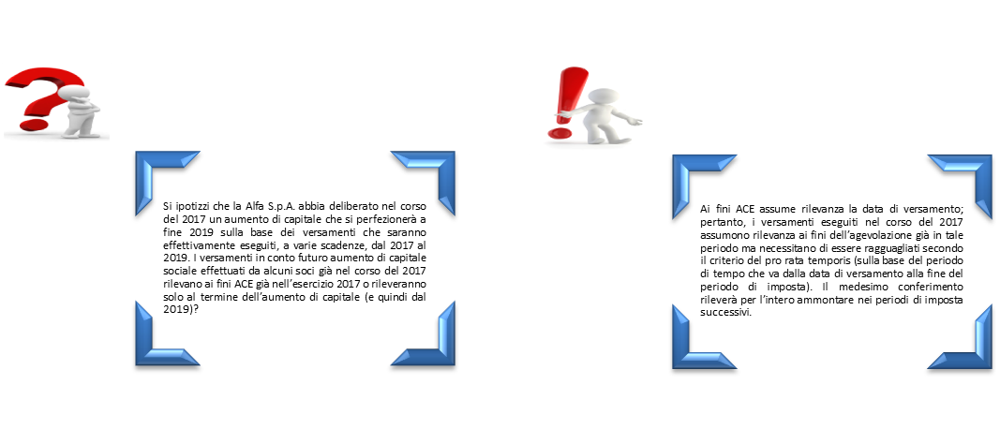 Si ipotizzi che la Alfa S.p.A. abbia deliberato nel corso
del 2017 un aumento di capitale che si perfezionerà a
fine 2019 sulla base dei versamenti che saranno
effettivamente eseguiti, a varie scadenze, dal 2017 al
2019. I versamenti in conto futuro aumento di capitale
sociale effettuati da alcuni soci già nel corso del 2017
rilevano ai fini ACE già nell'esercizio 2017 o rileveranno
solo al termine dell'aumento di capitale (e quindi dal
2019)?
Ai fini ACE assume rilevanza la data di versamento;
pertanto, i versamenti eseguiti nel corso del 2017
assumono rilevanza ai fini dell'agevolazione già in tale
periodo ma necessitano di essere ragguagliati secondo
il criterio del pro rata temporis (sulla base del periodo
di tempo che va dalla data di versamento alla fine del
periodo di imposta). Il medesimo conferimento
rileverà per l'intero ammontare nei periodi di imposta
successivi.